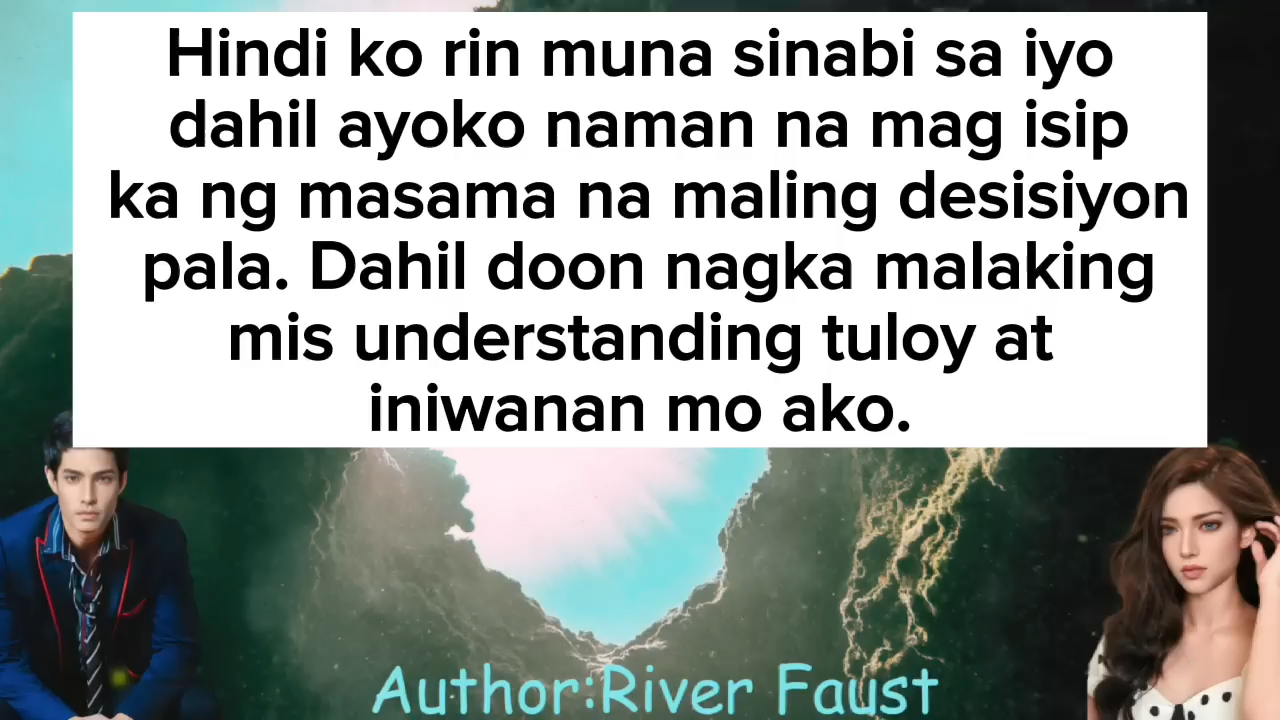 Hindi ko rin muna sinabi sa iyo
dahil ayoko naman na mag isip
ka ng masama na maling desisiyon
pala. Dahil doon nagka malaking
mis understanding tuloy at
iniwanan mo ako.
Author:River Faust